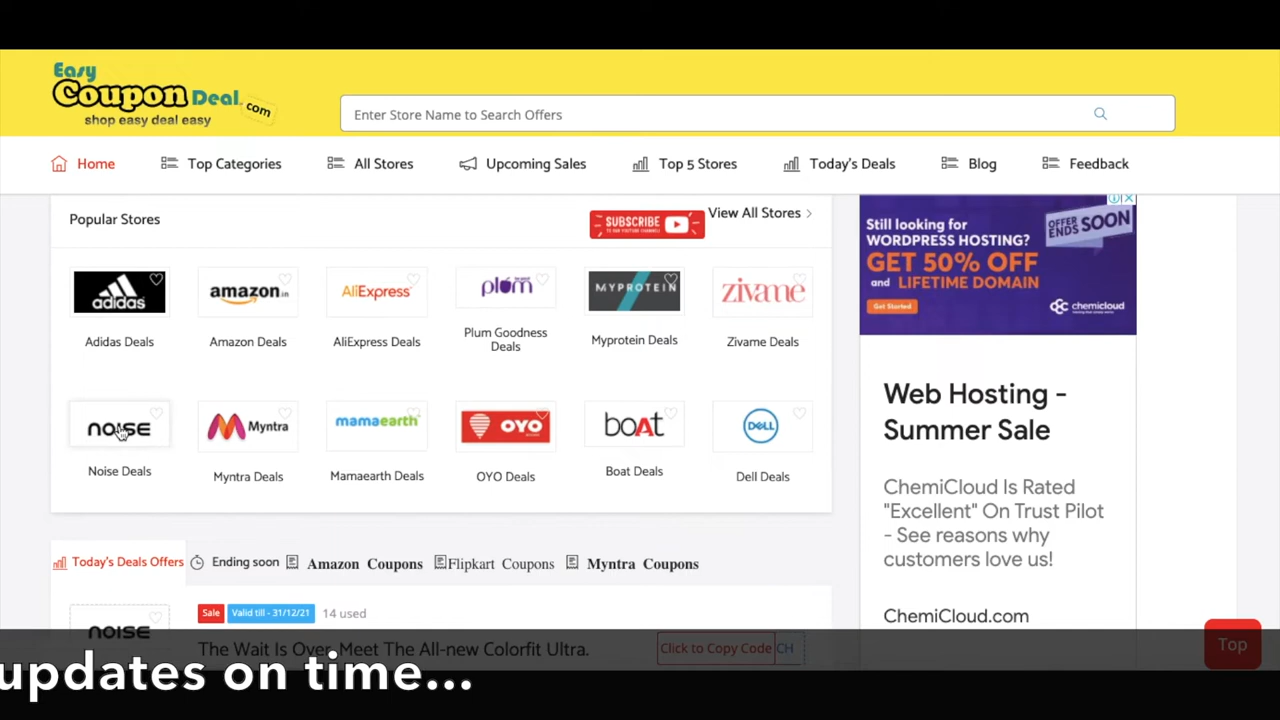 Easy
Coupon Deal.com
shop easy deal easy
Enter Store Name to Search Offers
Home
Top Categories
All Stores
Upcoming Sales
Top 5 Stores
Today's Deals
Blog
Feedback
Popular Stores
SUBSCRIBE
TO OUR YOUTUBE CHANNEL
View All Stores
adidas
amazon.in
AliExpress
plum
MYPROTEIN
zivame
Adidas Deals
Amazon Deals
AliExpress Deals
Plum Goodness
Deals
Myprotein Deals
Zivame Deals
noise
Myntra
mamaearth
OYO
boAt
DELL
Noise Deals
Myntra Deals
Mamaearth Deals
OYO Deals
Boat Deals
Dell Deals
Still looking for
WORDPRESS HOSTING?
GET 50% OFF
and LIFETIME DOMAIN
OFFER
ENDS SOON
Get Started
chemicloud
Web Hosting -
Summer Sale
ChemiCloud Is Rated
"Excellent" On Trust Pilot
- See reasons why
customers love us!
ChemiCloud.com
Today's Deals Offers
Ending soon
Amazon Coupons
Flipkart Coupons
Myntra Coupons
noise
Sale
Valid till - 31/12/21
14 used
The Wait Is Over. Meet The All-new Colorfit Ultra.
Click to Copy Code
CH
Top
updates on time...